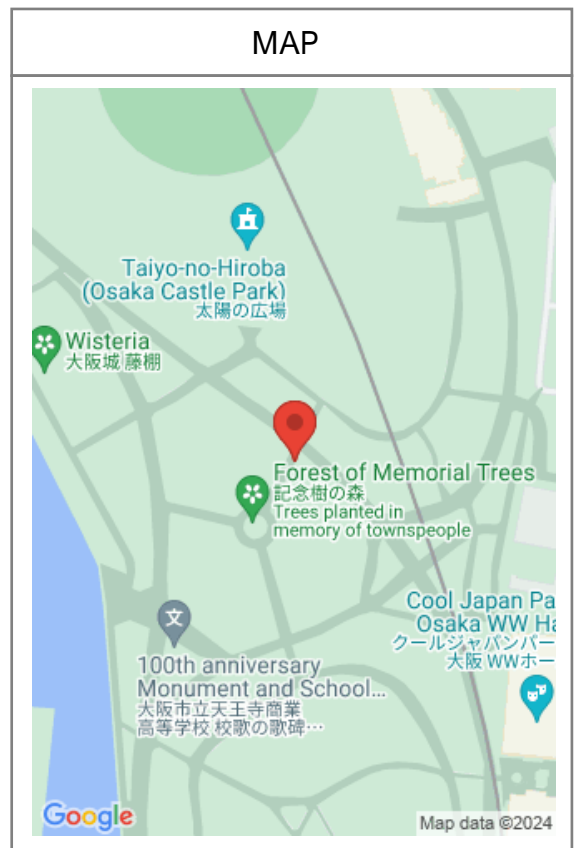 MAP
Taiyo-no-Hiroba
(Osaka Castle Park)
太陽の広場
Wisteria
大阪城 藤棚
Forest of Memorial Trees
記念樹の森
Trees planted in
memory of townspeople
Cool Japan Pa
Osaka WW Ha
クールジャパンパー
大阪 WWホー
文
100th anniversary
Monument and School...
大阪市立天王寺商業
高等学校 校歌の歌碑…
Google
Map data ©2024